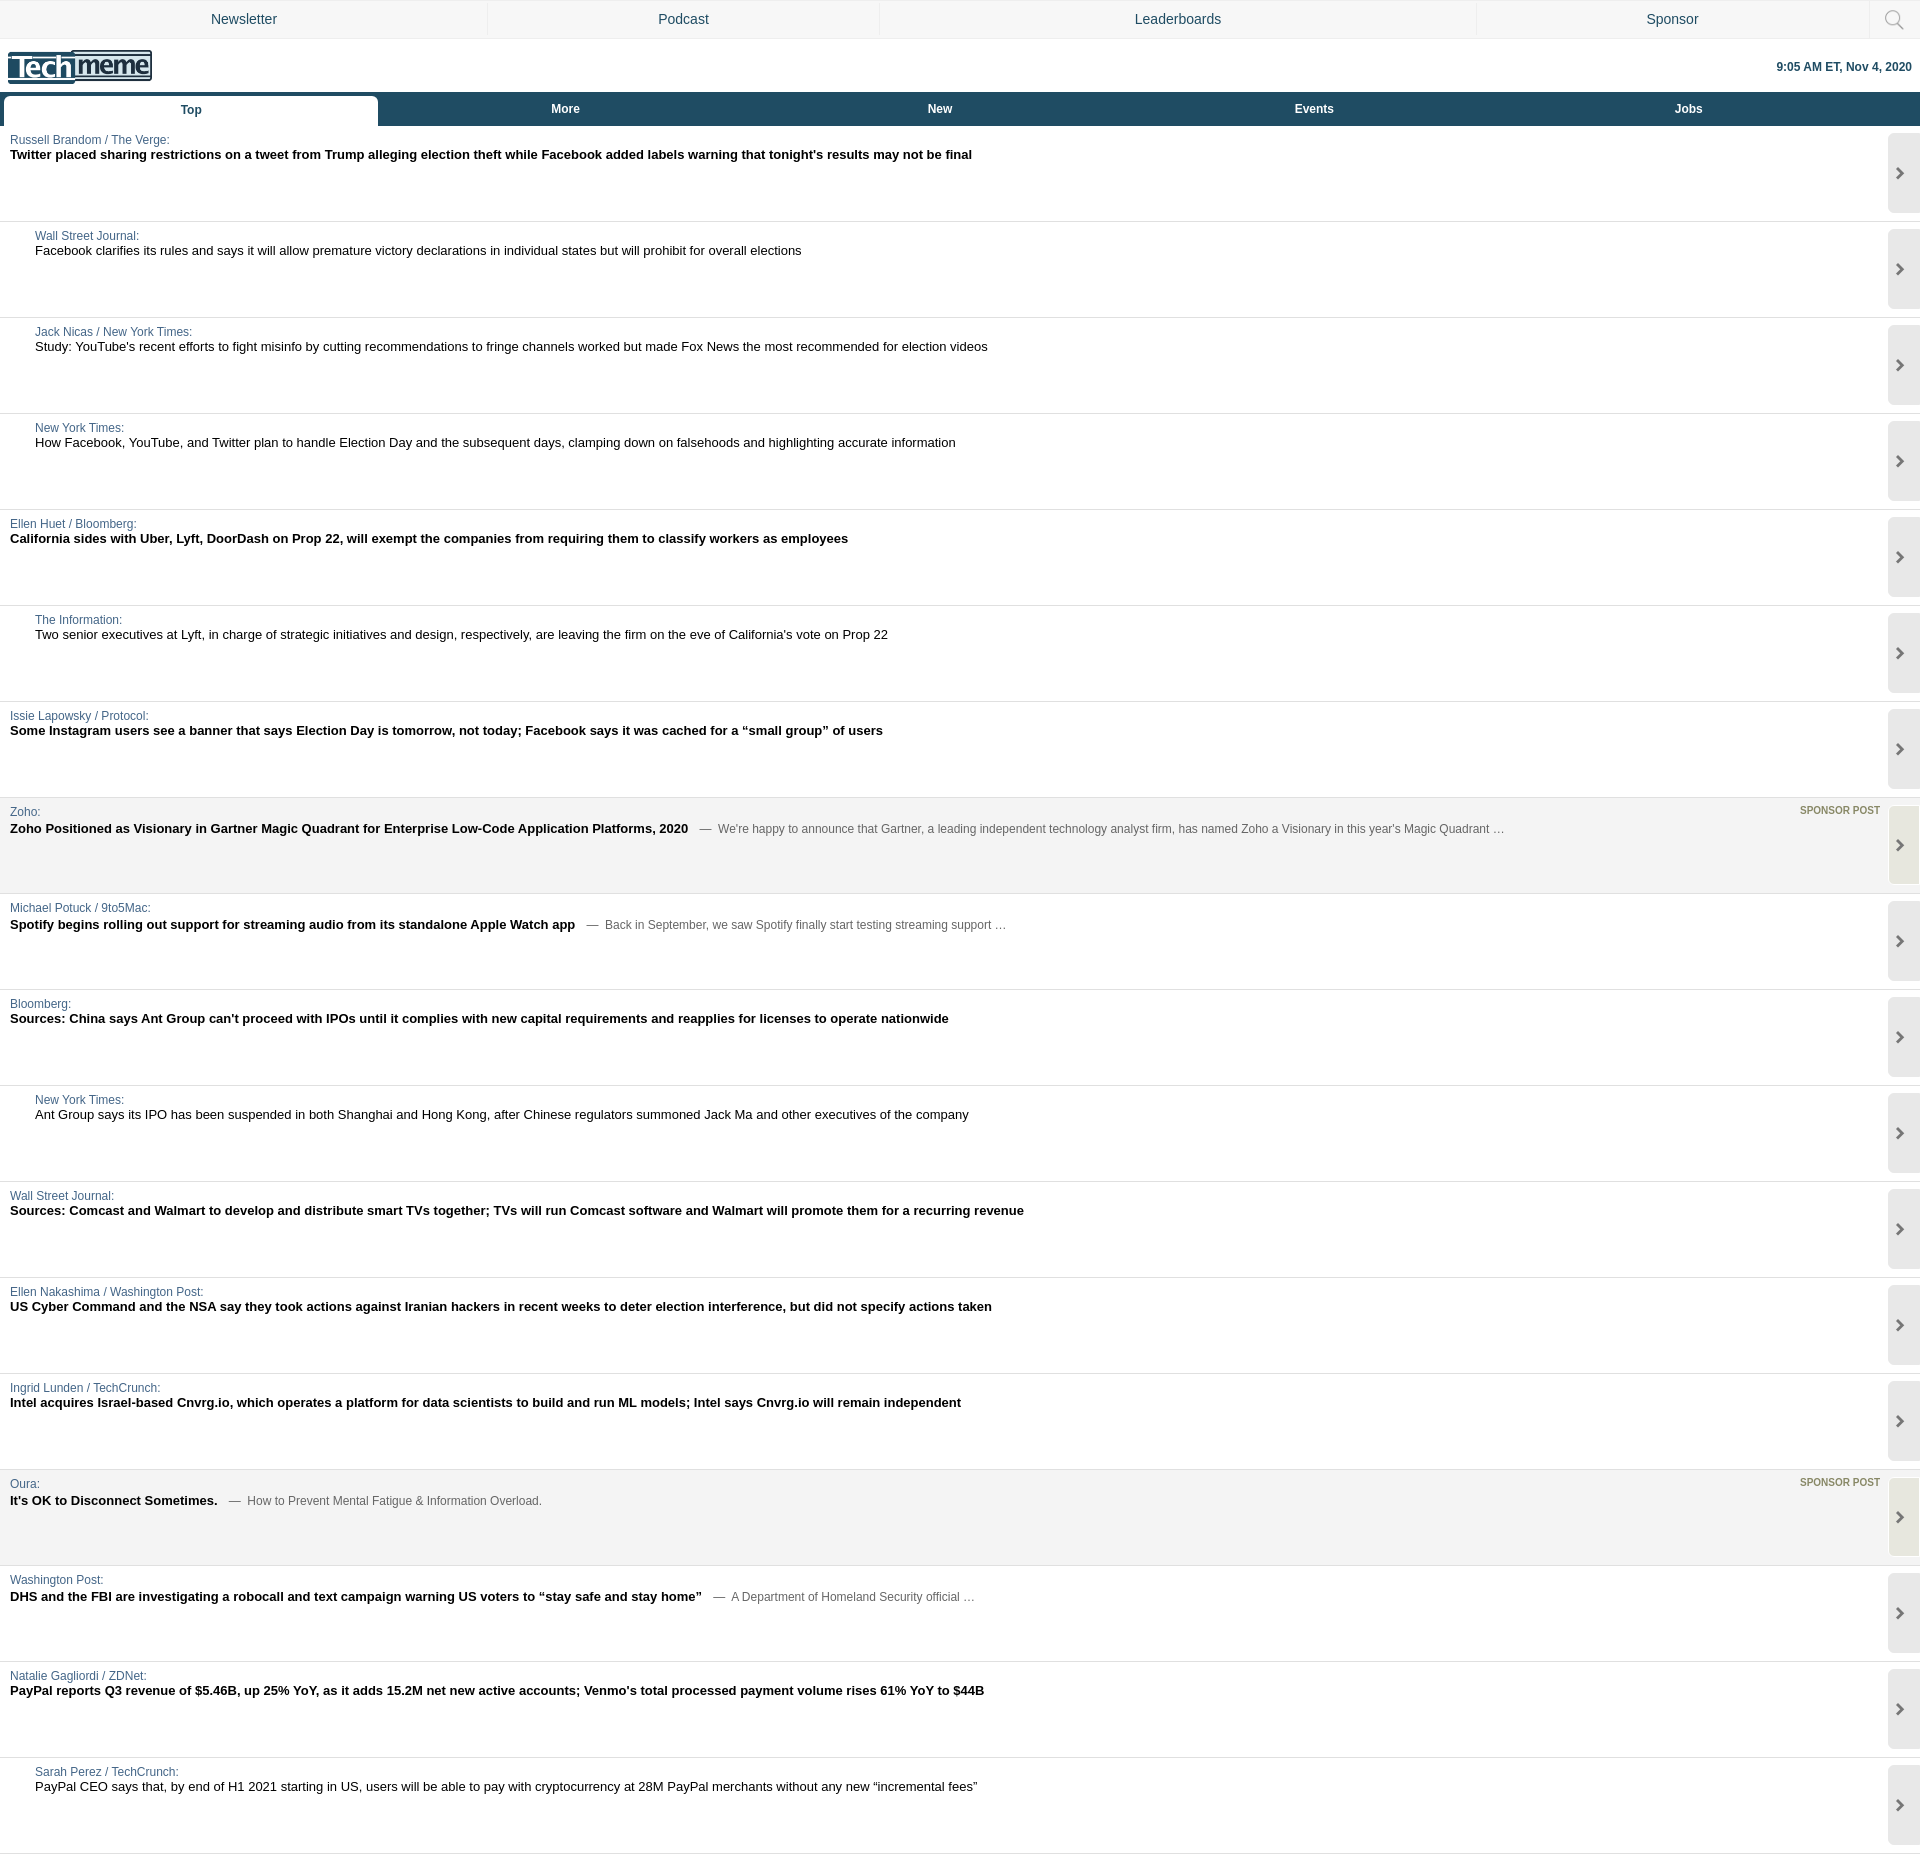 Newsletter
Podcast
Leaderboards
Sponsor
Techmeme
9:05 AM ET, Nov 4, 2020
Top
More
New
Events
Jobs
Russell Brandom / The Verge:
Twitter placed sharing restrictions on a tweet from Trump alleging election theft while Facebook added labels warning that tonight's results may not be final
Wall Street Journal:
Facebook clarifies its rules and says it will allow premature victory declarations in individual states but will prohibit for overall elections
Jack Nicas / New York Times:
Study: YouTube's recent efforts to fight misinfo by cutting recommendations to fringe channels worked but made Fox News the most recommended for election videos
New York Times:
How Facebook, YouTube, and Twitter plan to handle Election Day and the subsequent days, clamping down on falsehoods and highlighting accurate information
Ellen Huet / Bloomberg:
California sides with Uber, Lyft, DoorDash on Prop 22, will exempt the companies from requiring them to classify workers as employees
The Information:
Two senior executives at Lyft, in charge of strategic initiatives and design, respectively, are leaving the firm on the eve of California's vote on Prop 22
Issie Lapowsky / Protocol:
Some Instagram users see a banner that says Election Day is tomorrow, not today; Facebook says it was cached for a “small group” of users
Zoho:
SPONSOR POST
Zoho Positioned as Visionary in Gartner Magic Quadrant for Enterprise Low-Code Application Platforms, 2020 — We're happy to announce that Gartner, a leading independent technology analyst firm, has named Zoho a Visionary in this year's Magic Quadrant …
Michael Potuck / 9to5Mac:
Spotify begins rolling out support for streaming audio from its standalone Apple Watch app — Back in September, we saw Spotify finally start testing streaming support …
Bloomberg:
Sources: China says Ant Group can't proceed with IPOs until it complies with new capital requirements and reapplies for licenses to operate nationwide
New York Times:
Ant Group says its IPO has been suspended in both Shanghai and Hong Kong, after Chinese regulators summoned Jack Ma and other executives of the company
Wall Street Journal:
Sources: Comcast and Walmart to develop and distribute smart TVs together; TVs will run Comcast software and Walmart will promote them for a recurring revenue
Ellen Nakashima / Washington Post:
US Cyber Command and the NSA say they took actions against Iranian hackers in recent weeks to deter election interference, but did not specify actions taken
Ingrid Lunden / TechCrunch:
Intel acquires Israel-based Cnvrg.io, which operates a platform for data scientists to build and run ML models; Intel says Cnvrg.io will remain independent
Oura:
SPONSOR POST
It's OK to Disconnect Sometimes. — How to Prevent Mental Fatigue & Information Overload.
Washington Post:
DHS and the FBI are investigating a robocall and text campaign warning US voters to “stay safe and stay home” — A Department of Homeland Security official …
Natalie Gagliordi / ZDNet:
PayPal reports Q3 revenue of $5.46B, up 25% YoY, as it adds 15.2M net new active accounts; Venmo's total processed payment volume rises 61% YoY to $44B
Sarah Perez / TechCrunch:
PayPal CEO says that, by end of H1 2021 starting in US, users will be able to pay with cryptocurrency at 28M PayPal merchants without any new “incremental fees”